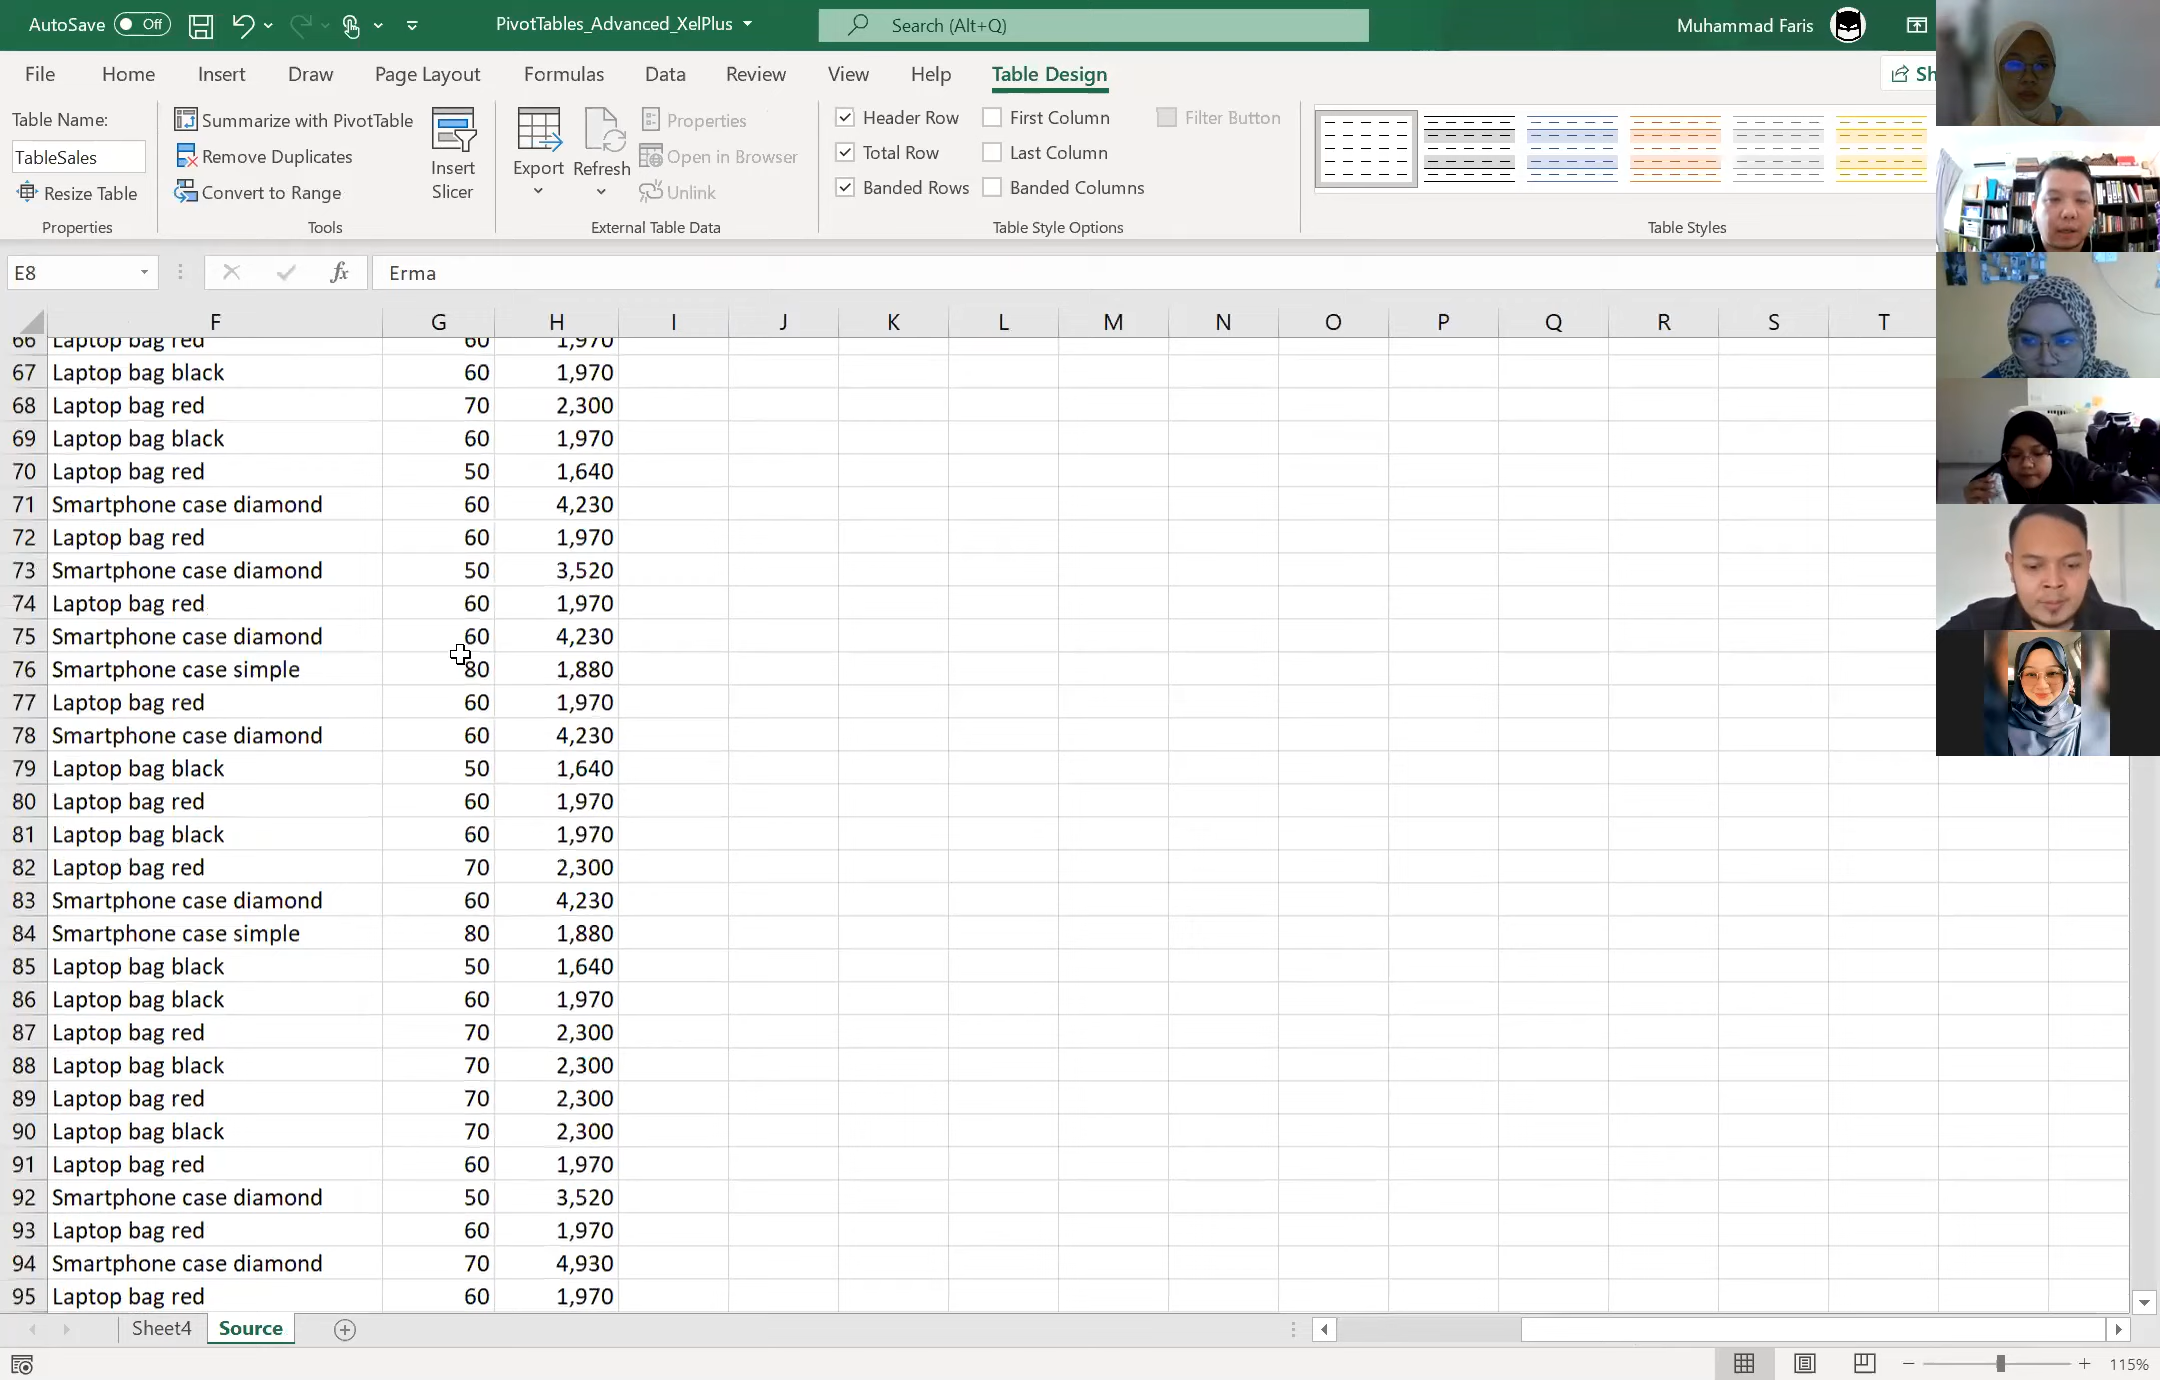 AutoSave Off PivotTables_Advanced_XelPlus Search (Alt+Q) Muhammad Faris
File Home Insert Draw Page Layout Formulas Data Review View Help Table Design Sh
Table Name:
TableSales
Resize Table
Properties
Summarize with PivotTable
Remove Duplicates
Convert to Range
Tools
Insert
Slicer
Export
Refresh
Properties
Open in Browser
Unlink
External Table Data
Header Row
Total Row
Banded Rows
First Column
Last Column
Banded Columns
Filter Button
Table Style Options
Table Styles
E8 fx Erma
F G H I J K L M N O P Q R S T
66 Laptop bag red 60 1,970
67 Laptop bag black 60 1,970
68 Laptop bag red 70 2,300
69 Laptop bag black 60 1,970
70 Laptop bag red 50 1,640
71 Smartphone case diamond 60 4,230
72 Laptop bag red 60 1,970
73 Smartphone case diamond 50 3,520
74 Laptop bag red 60 1,970
75 Smartphone case diamond 60 4,230
76 Smartphone case simple 80 1,880
77 Laptop bag red 60 1,970
78 Smartphone case diamond 60 4,230
79 Laptop bag black 50 1,640
80 Laptop bag red 60 1,970
81 Laptop bag black 60 1,970
82 Laptop bag red 70 2,300
83 Smartphone case diamond 60 4,230
84 Smartphone case simple 80 1,880
85 Laptop bag black 50 1,640
86 Laptop bag black 60 1,970
87 Laptop bag red 70 2,300
88 Laptop bag black 70 2,300
89 Laptop bag red 70 2,300
90 Laptop bag black 70 2,300
91 Laptop bag red 60 1,970
92 Smartphone case diamond 50 3,520
93 Laptop bag red 60 1,970
94 Smartphone case diamond 70 4,930
95 Laptop bag red 60 1,970
Sheet4 Source
115%